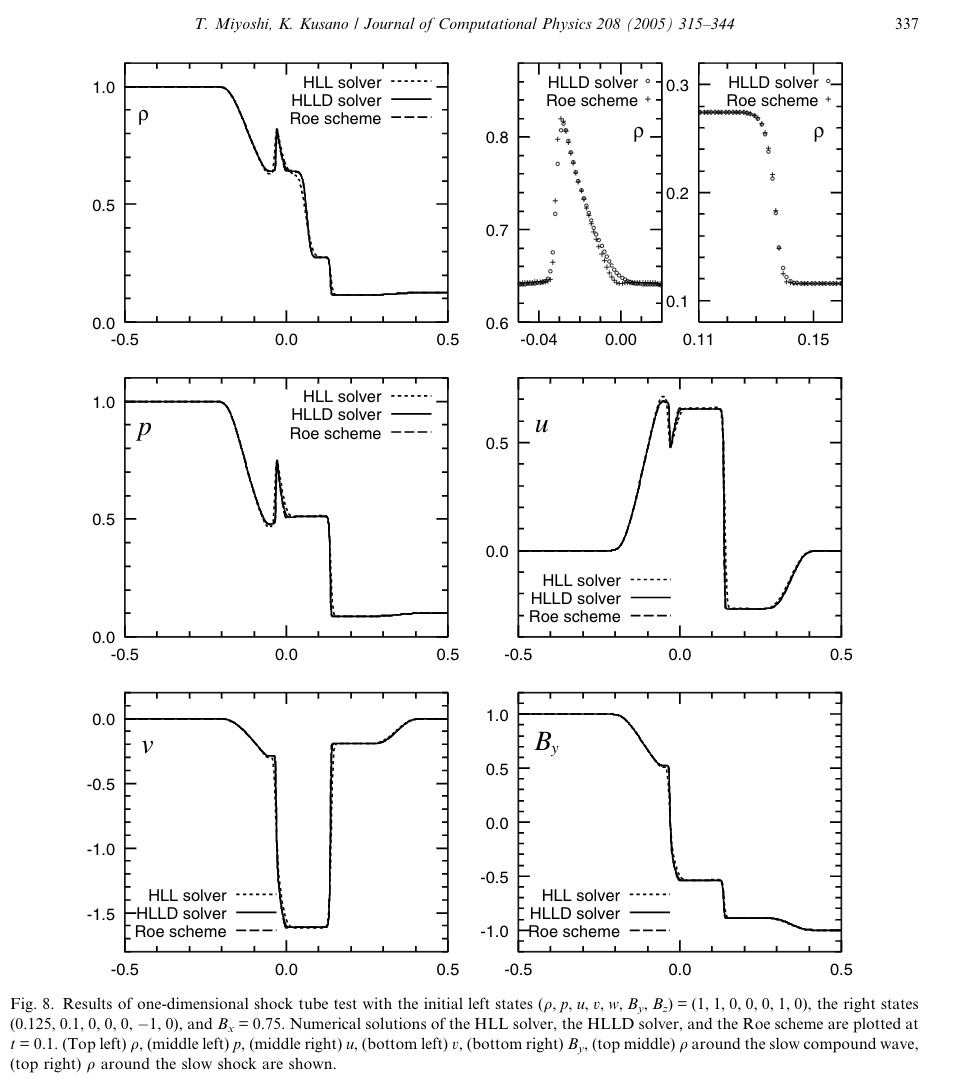 T. Miyoshi, K. Kusano / Journal of Computational Physics 208 (2005) 315–344 337
1.0
0.5
0.0
-0.5 0.0 0.5
ρ
HLL solver
HLLD solver
Roe scheme
0.8
0.7
0.6
-0.04 0.00
HLLD solver
Roe scheme +
ρ
0.3
0.2
0.1
0.11 0.15
HLLD solver
Roe scheme +
ρ
1.0
0.5
0.0
-0.5 0.0 0.5
p
HLL solver
HLLD solver
Roe scheme
0.5
0.0
-0.5 0.0 0.5
u
HLL solver
HLLD solver
Roe scheme
0.0
-0.5
-1.0
-1.5
-0.5 0.0 0.5
v
HLL solver
HLLD solver
Roe scheme
1.0
0.5
0.0
-0.5
-1.0
-0.5 0.0 0.5
By
HLL solver
HLLD solver
Roe scheme
Fig. 8. Results of one-dimensional shock tube test with the initial left states (ρ, p, u, v, w, By, Bz) = (1, 1, 0, 0, 0, 1, 0), the right states
(0.125, 0.1, 0, 0, 0, −1, 0), and Bx = 0.75. Numerical solutions of the HLL solver, the HLLD solver, and the Roe scheme are plotted at
t = 0.1. (Top left) ρ, (middle left) p, (middle right) u, (bottom left) v, (bottom right) By, (top middle) ρ around the slow compound wave,
(top right) ρ around the slow shock are shown.